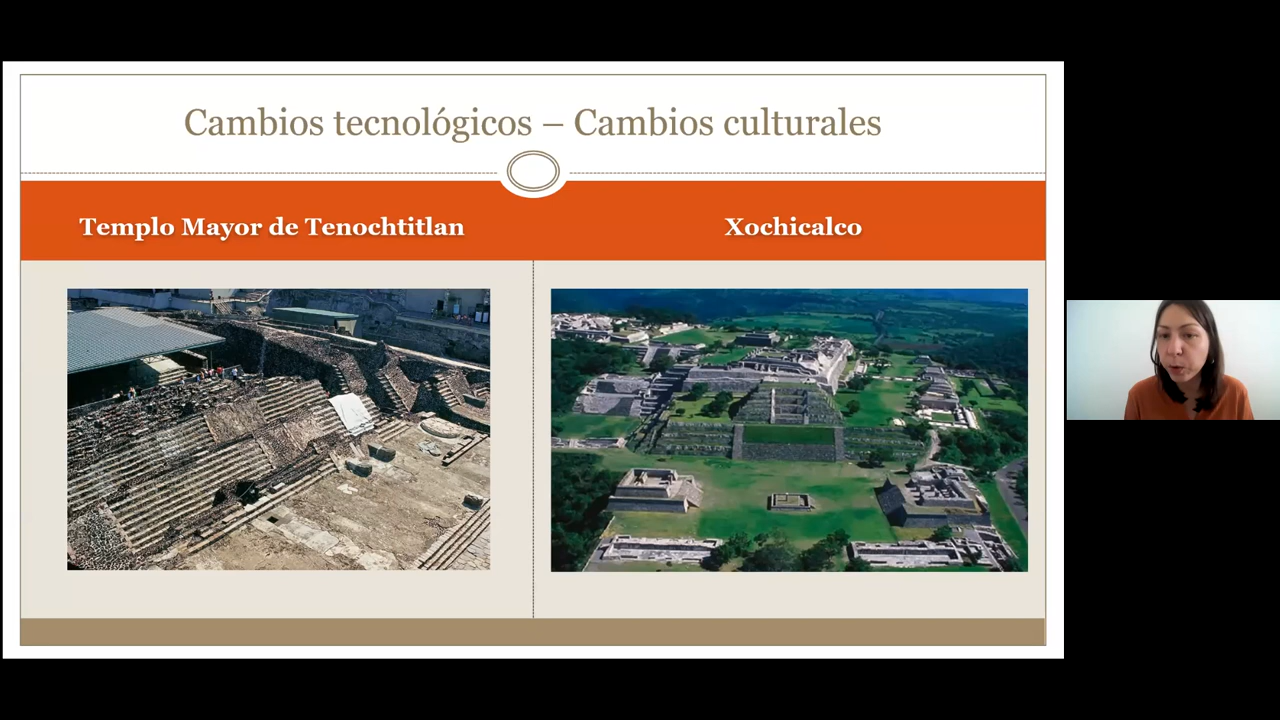 Cambios tecnológicos – Cambios culturales
Templo Mayor de Tenochtitlan
Xochicalco